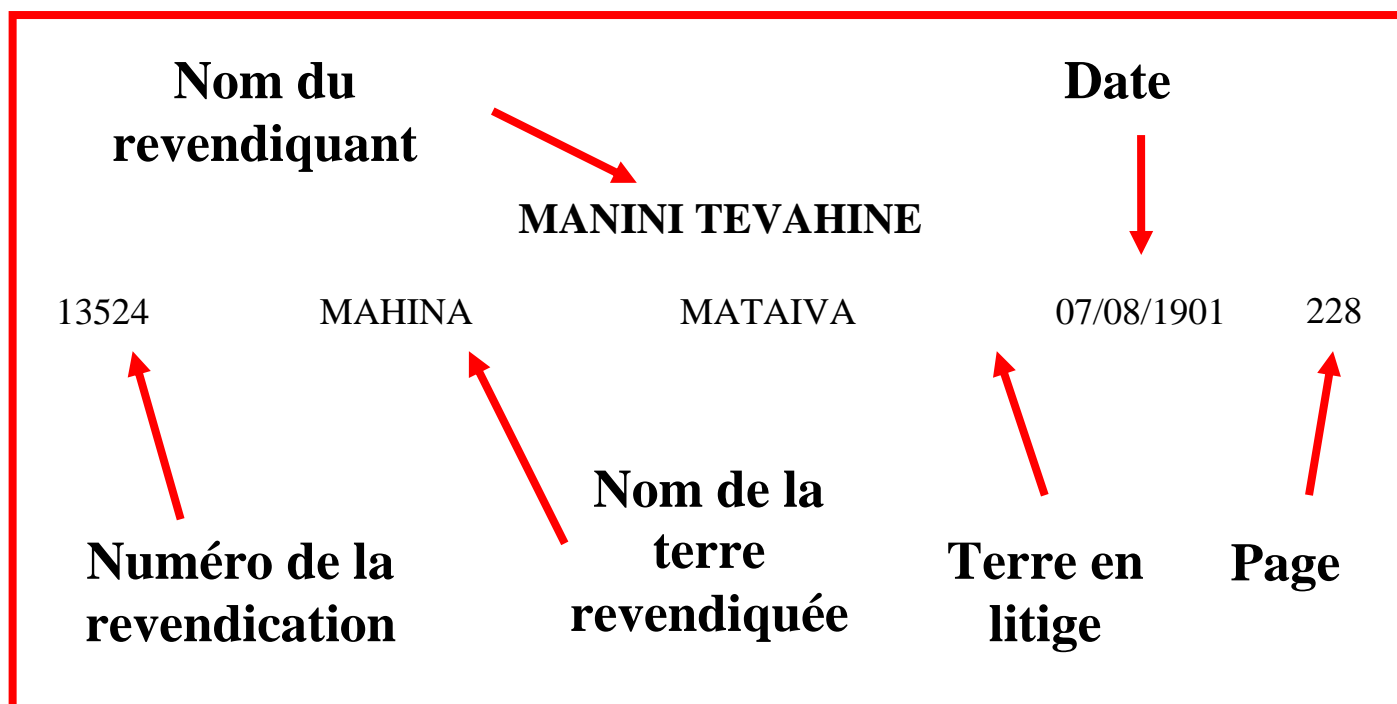 Nom du
revendiquant
Date
MANINI TEVAHINE
13524 MAHINA MATAIVA 07/08/1901 228
Numéro de la
revendication
Nom de la
terre
revendiquée
Terre en
litige
Page